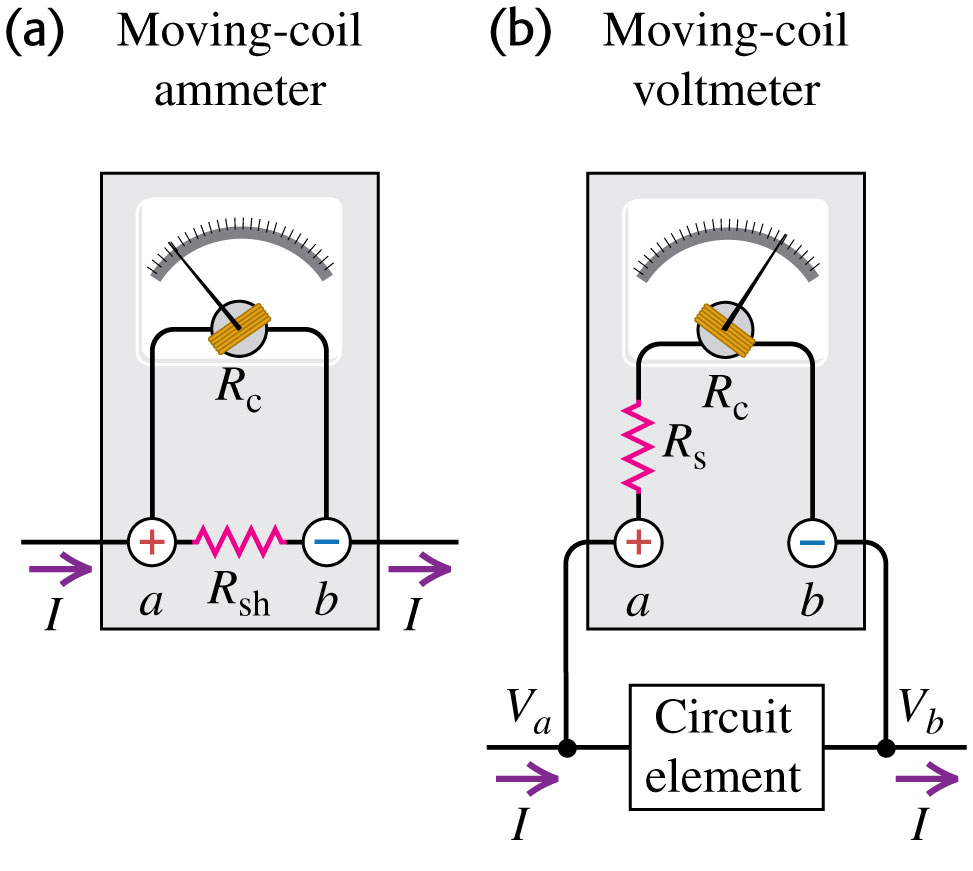 (a) Moving-coil
ammeter
R_c
+ −
a R_sh b
I I
(b) Moving-coil
voltmeter
R_c
R_s
+ −
a b
V_a Circuit V_b
element
I I